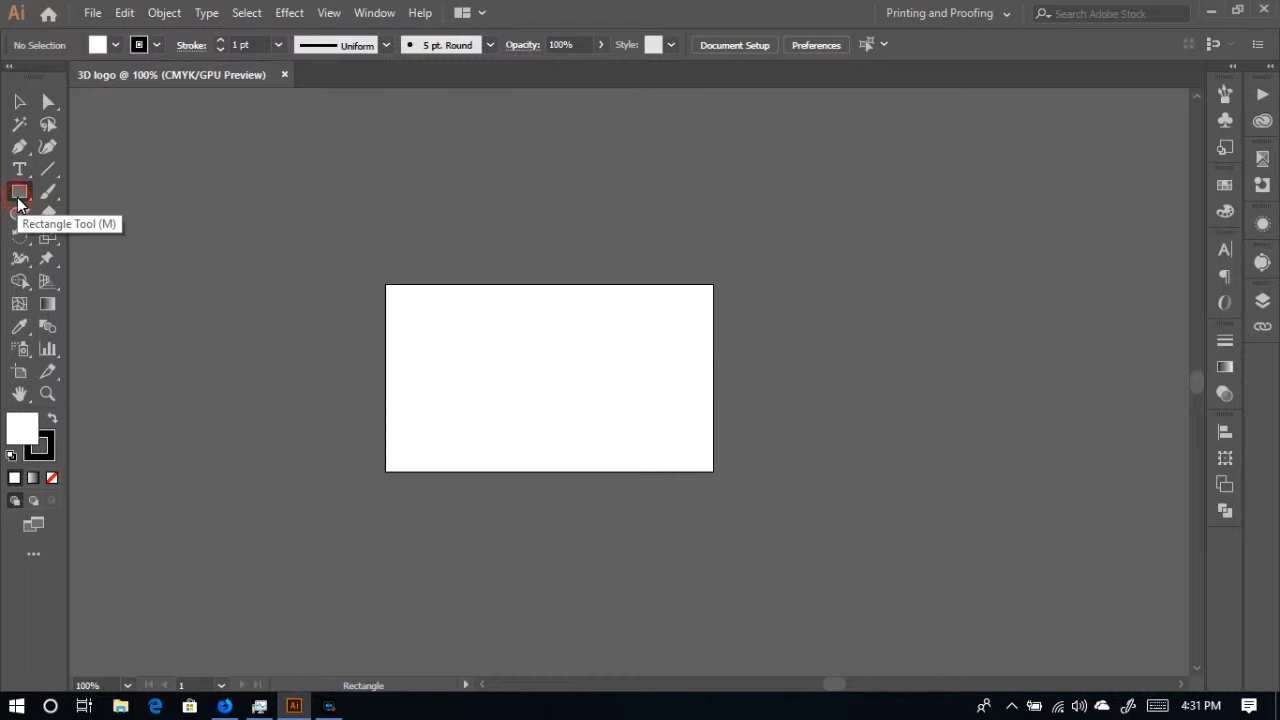 Ai File Edit Object Type Select Effect View Window Help Printing and Proofing Search Adobe Stock
No Selection Stroke: 1 pt Uniform 5 pt. Round Opacity: 100% Style: Document Setup Preferences
3D logo @ 100% (CMYK/GPU Preview)
Rectangle Tool (M)
100% 1 Rectangle
Ai 4:31 PM